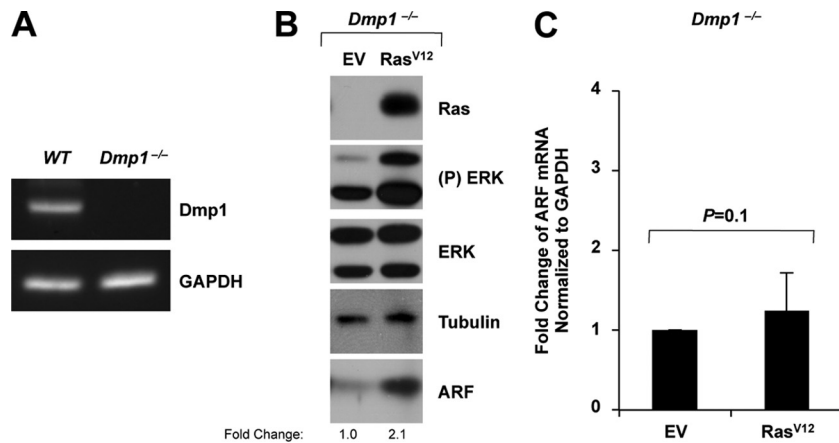 A
WT Dmp1 –/–
Dmp1
GAPDH
B
Dmp1 –/–
EV RasV12
Ras
(P) ERK
ERK
Tubulin
ARF
Fold Change: 1.0 2.1
C
Dmp1 –/–
Fold Change of ARF mRNA
Normalized to GAPDH
4
3
2
1
0
P=0.1
EV RasV12